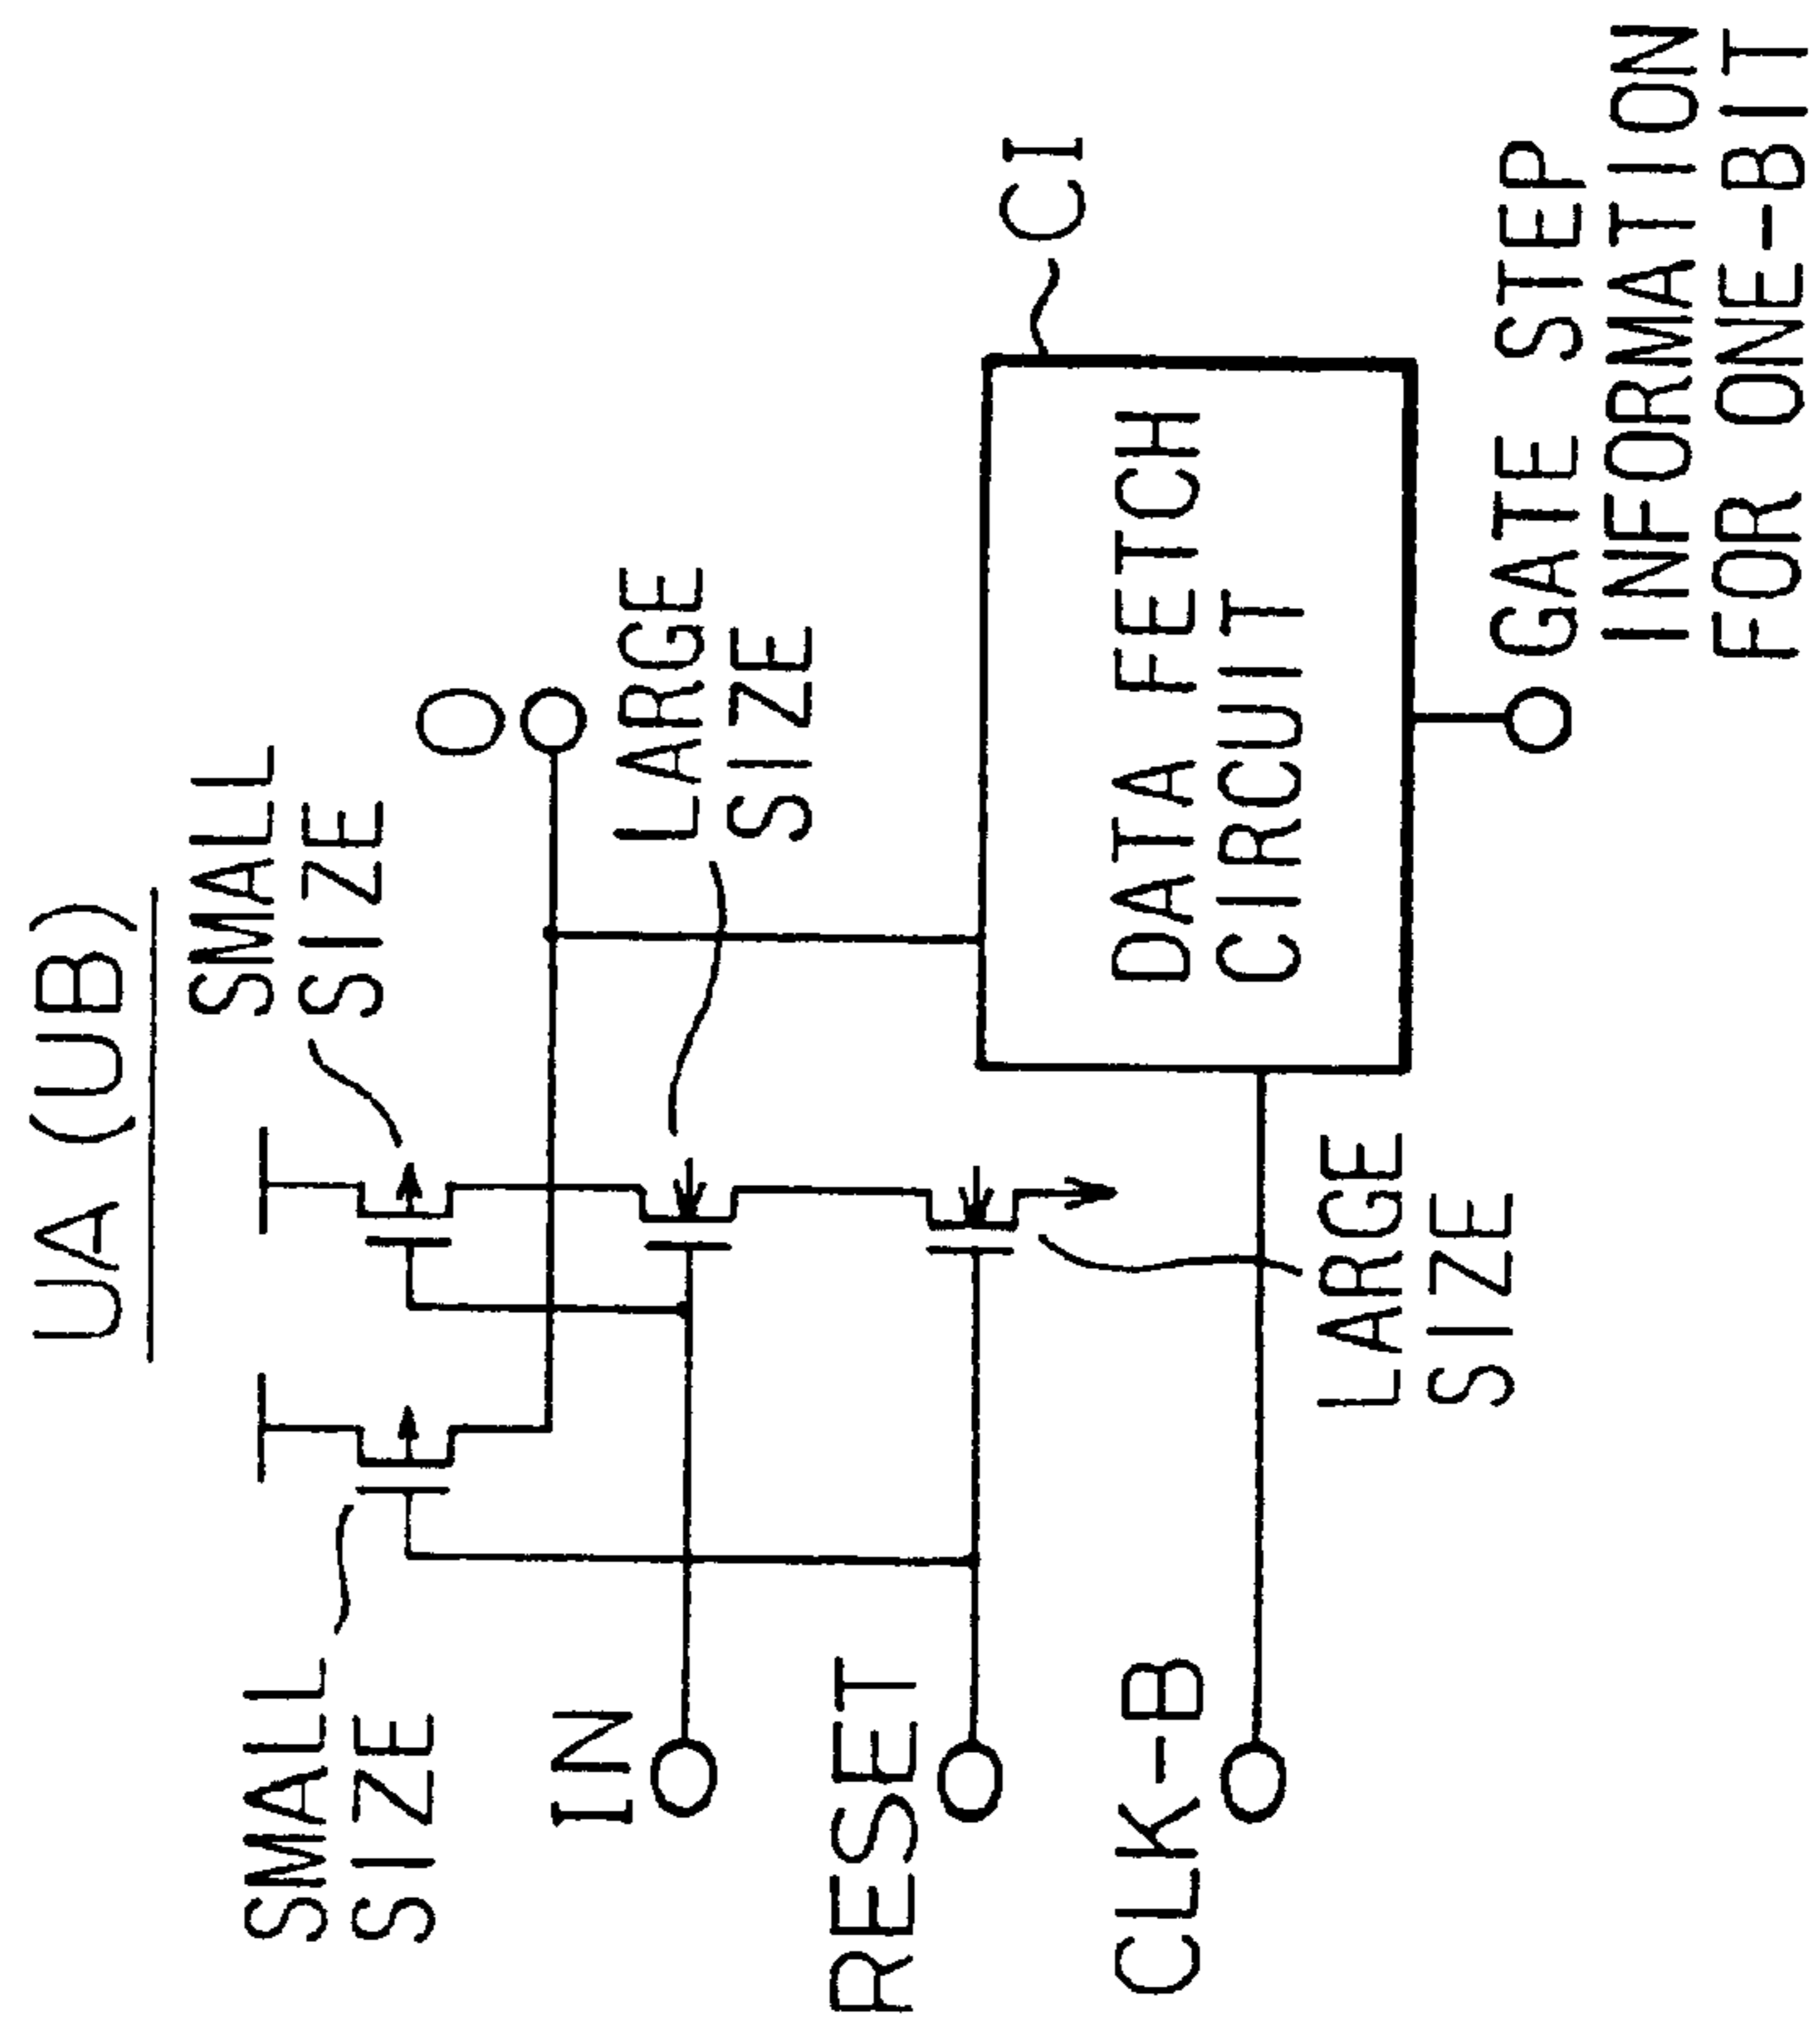 UA (UB)
SMALL
SIZE
SMALL
SIZE
O
LARGE
SIZE
IN
RESET
CLK-B
LARGE
SIZE
DATA FETCH
CIRCUIT
CI
GATE STEP
INFORMATION
FOR ONE-BIT